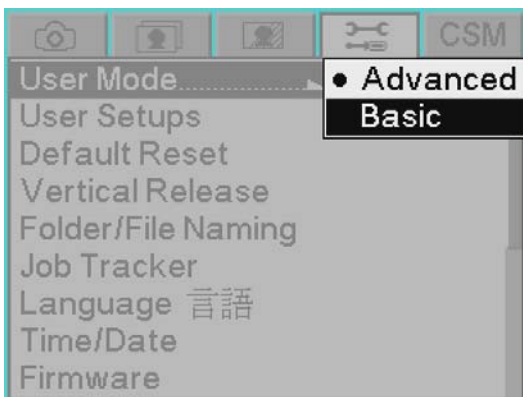 CSM
User Mode.................. ● Advanced
User Setups Basic
Default Reset
Vertical Release
Folder/File Naming
Job Tracker
Language 言語
Time/Date
Firmware